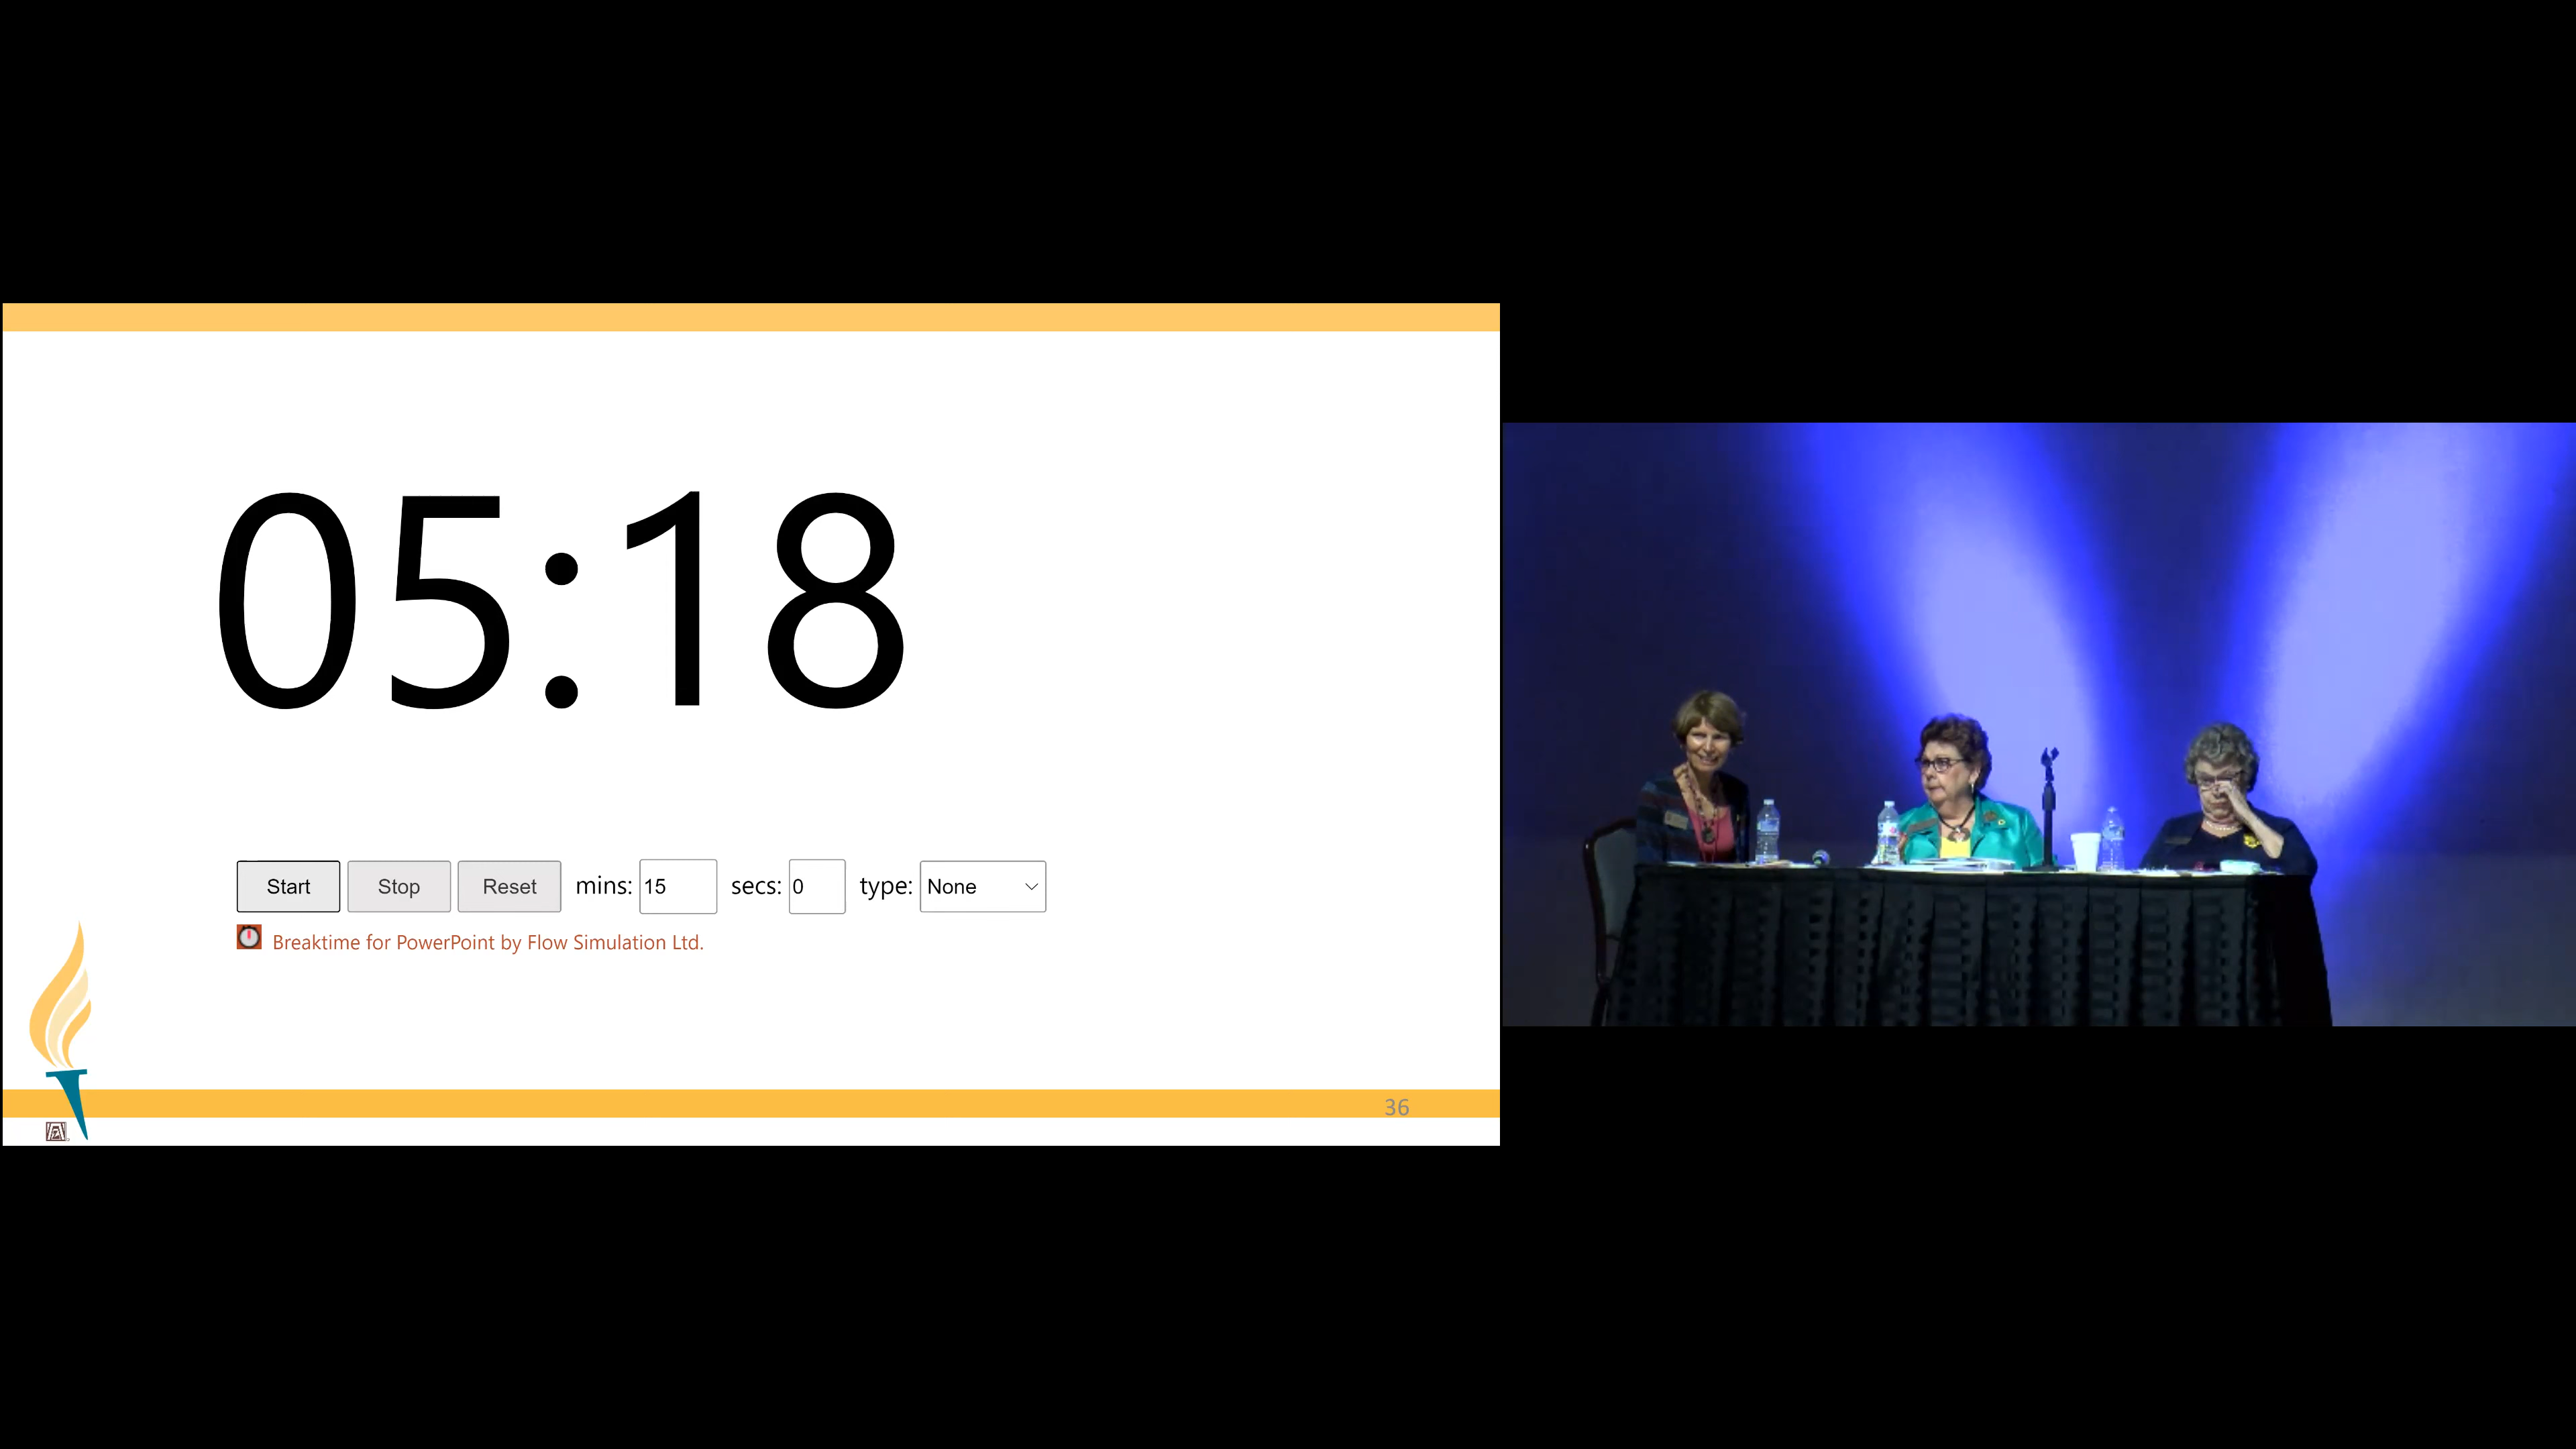 05:18
Start Stop Reset mins: 15 secs: 0 type: None
Breaktime for PowerPoint by Flow Simulation Ltd.
36